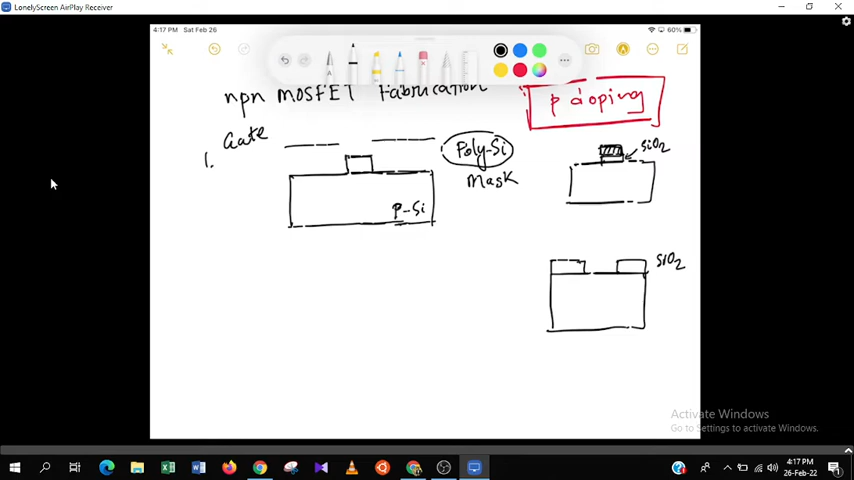 LonelyScreen AirPlay Receiver
4:17 PM Sat Feb 26
60%
npn MOSFET Fabrication
p doping
Gate
1.
Poly-Si
Mask
p-Si
SiO2
SiO2
Activate Windows
Go to Settings to activate Windows.
4:17 PM
26-Feb-22